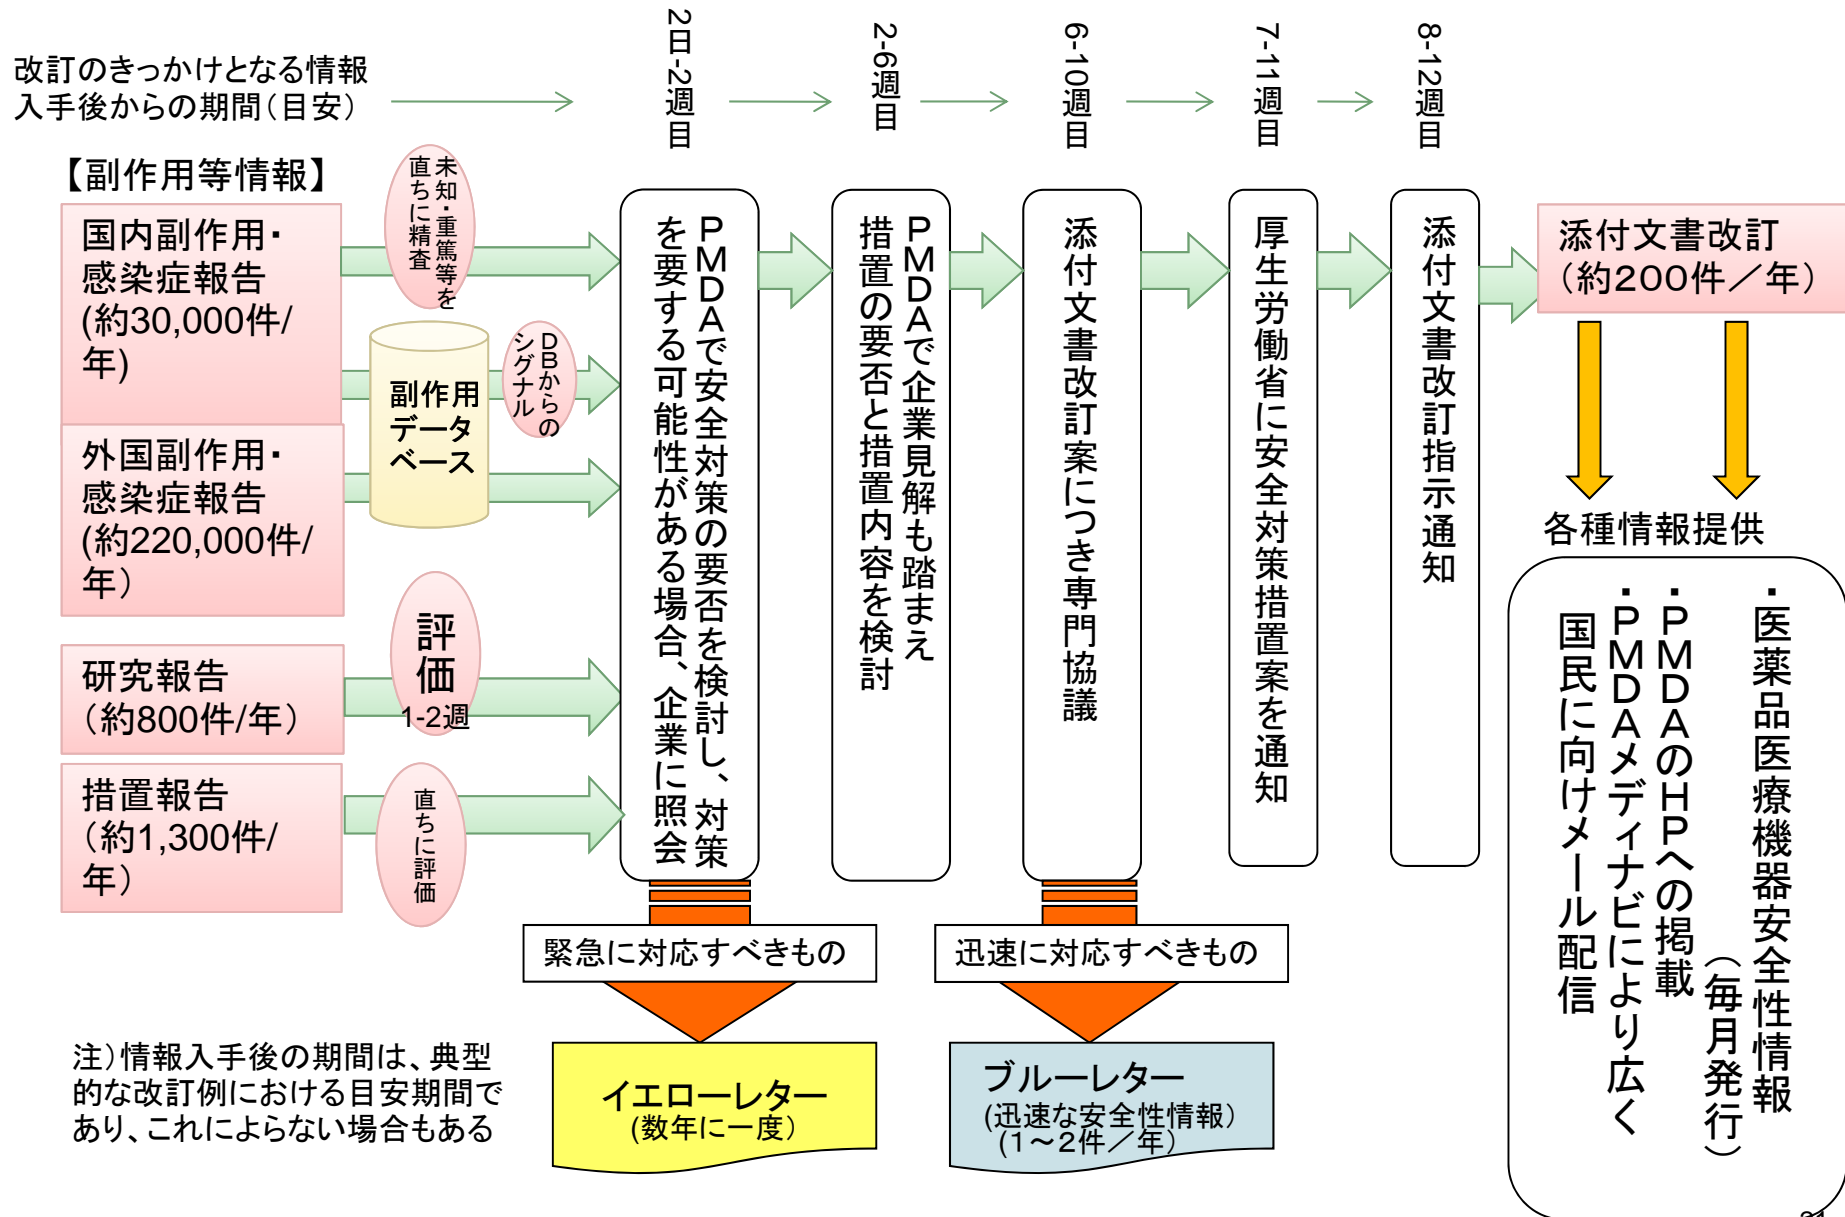 改訂のきっかけとなる情報
入手後からの期間（目安）
2日-2週目
2-6週目
6-10週目
7-11週目
8-12週目
【副作用等情報】
国内副作用・
感染症報告
(約30,000件/
年)
外国副作用・
感染症報告
(約220,000件/
年）
研究報告
（約800件/年）
措置報告
（約1,300件/
年）
未知・重篤等を
直ちに精査
副作用
データ
ベース
DBからの
シグナル
評価
1-2週
直ちに評価
ＰＭＤＡで安全対策の要否を検討し、対策
を要する可能性がある場合、企業に照会
ＰＭＤＡで企業見解も踏まえ
措置の要否と措置内容を検討
添付文書改訂案につき専門協議
厚生労働省に安全対策措置案を通知
添付文書改訂指示通知
添付文書改訂
（約２００件／年）
各種情報提供
・医薬品医療機器安全性情報
（毎月発行）
・ＰＭＤＡのＨＰへの掲載
・ＰＭＤＡメディナビにより広く
国民に向けメール配信
緊急に対応すべきもの
イエローレター
(数年に一度）
迅速に対応すべきもの
ブルーレター
(迅速な安全性情報）
(１～２件／年）
注）情報入手後の期間は、典型
的な改訂例における目安期間で
あり、これによらない場合もある